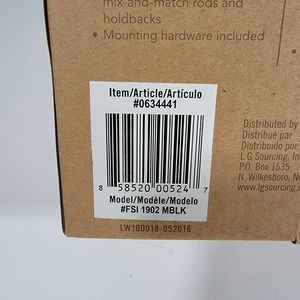 mix-and-match rods and
holdbacks
• Mounting hardware included
Item/Article/Artículo
#0634441
8 58520 00524 7
Model/Modèle/Modelo
#FSI 1902 MBLK
LW100018-052016
Distributed by
Distribué par
Distribuido por:
L G Sourcing, In
P.O. Box 1535
N. Wilkesboro, NC
www.lgsourcing.c